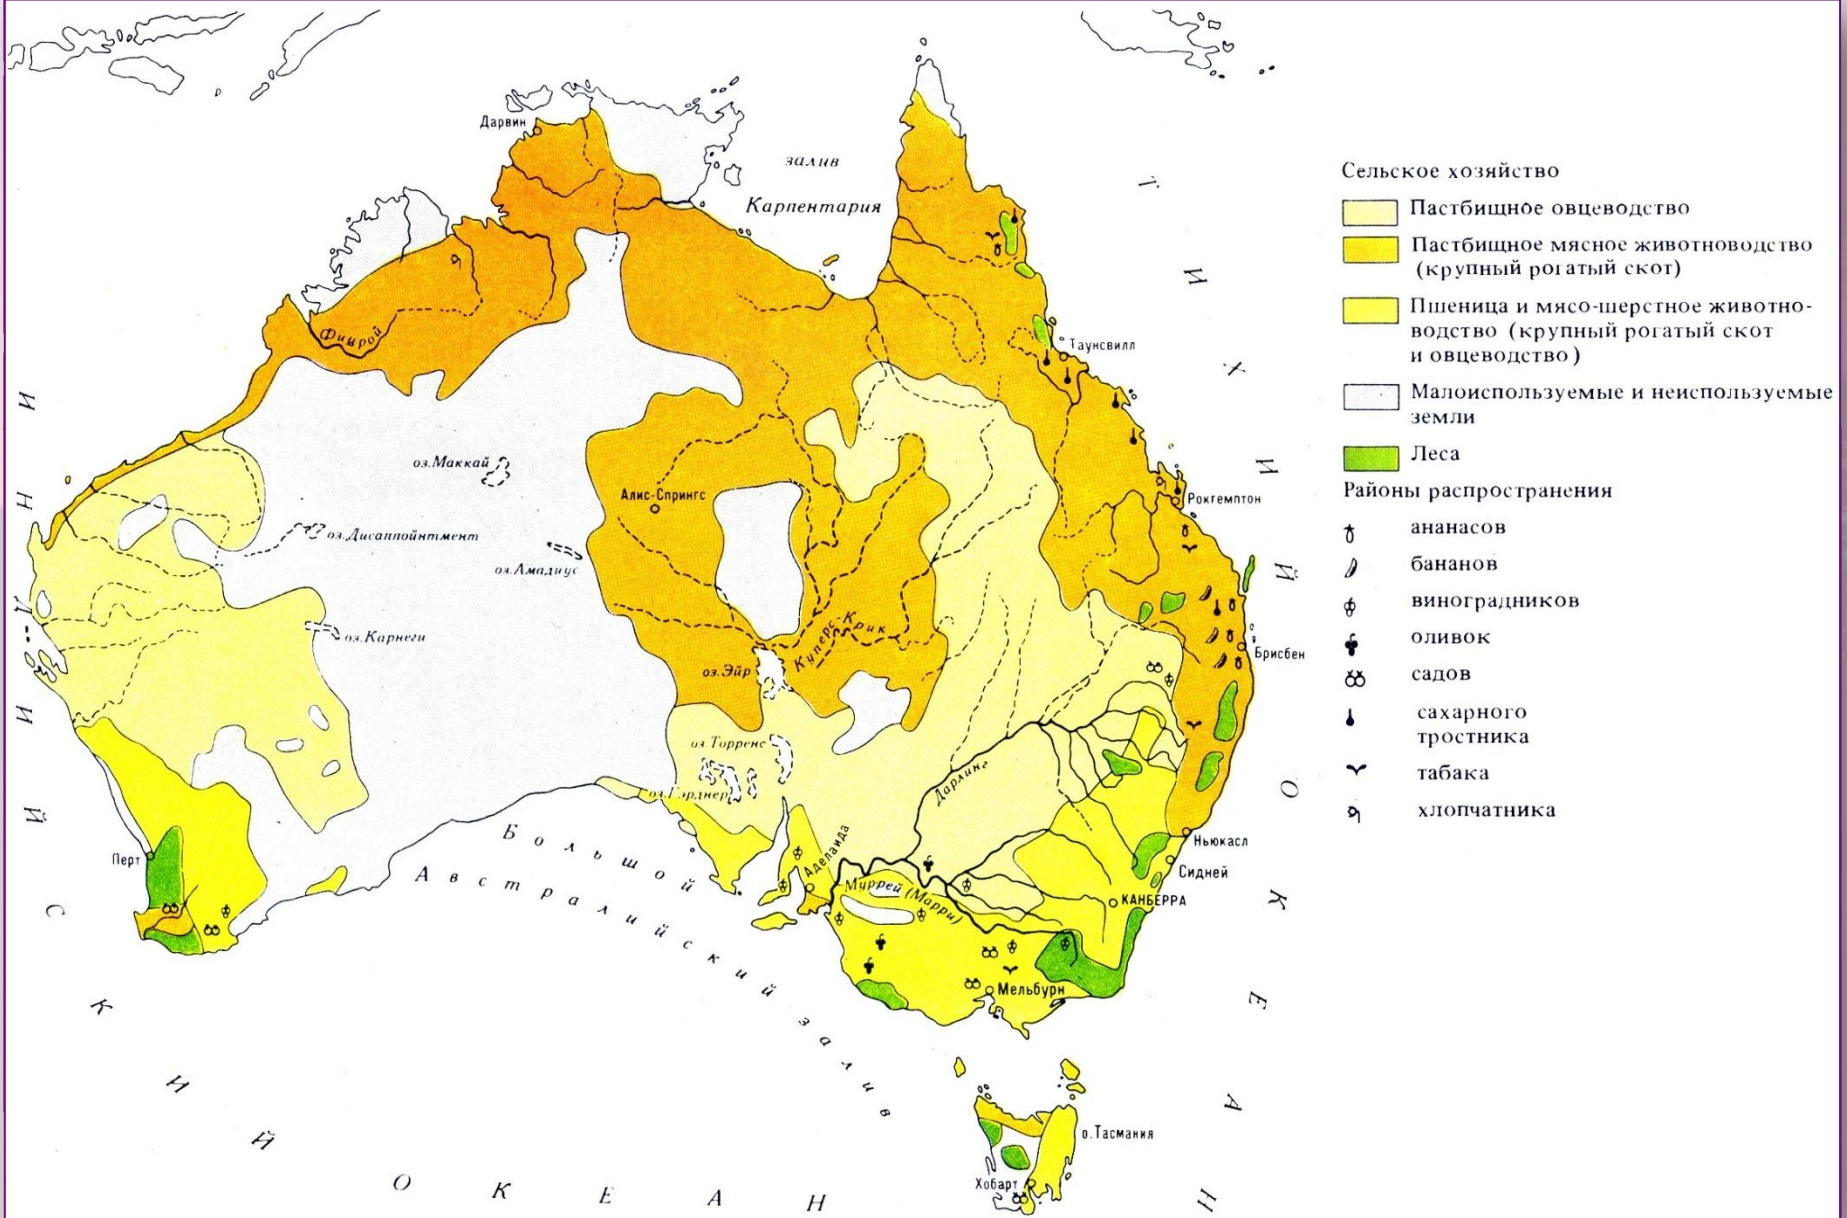 Дарвин
залив
Карпентария
Фицрой
Таунсвилл
оз.Маккай
Алис-Спрингс
Рокгемптон
оз.Дисаппойнтмент
оз.Амадиус
оз.Карнеги
Куперс-Крик
оз.Эйр
Брисбен
оз.Торренс
оз.Гэрднер
Дарлинг
Перт
Аделаида
Ньюкасл
Сидней
Муррей (Марри)
КАНБЕРРА
Мельбурн
о.Тасмания
Хобарт
Большой
Австралийский залив
ИНДИЙСКИЙ ОКЕАН
ТИХИЙ ОКЕАН
Сельское хозяйство
Пастбищное овцеводство
Пастбищное мясное животноводство
(крупный рогатый скот)
Пшеница и мясо-шерстное животно-
водство (крупный рогатый скот
и овцеводство)
Малоиспользуемые и неиспользуемые
земли
Леса
Районы распространения
ананасов
бананов
виноградников
оливок
садов
сахарного
тростника
табака
хлопчатника